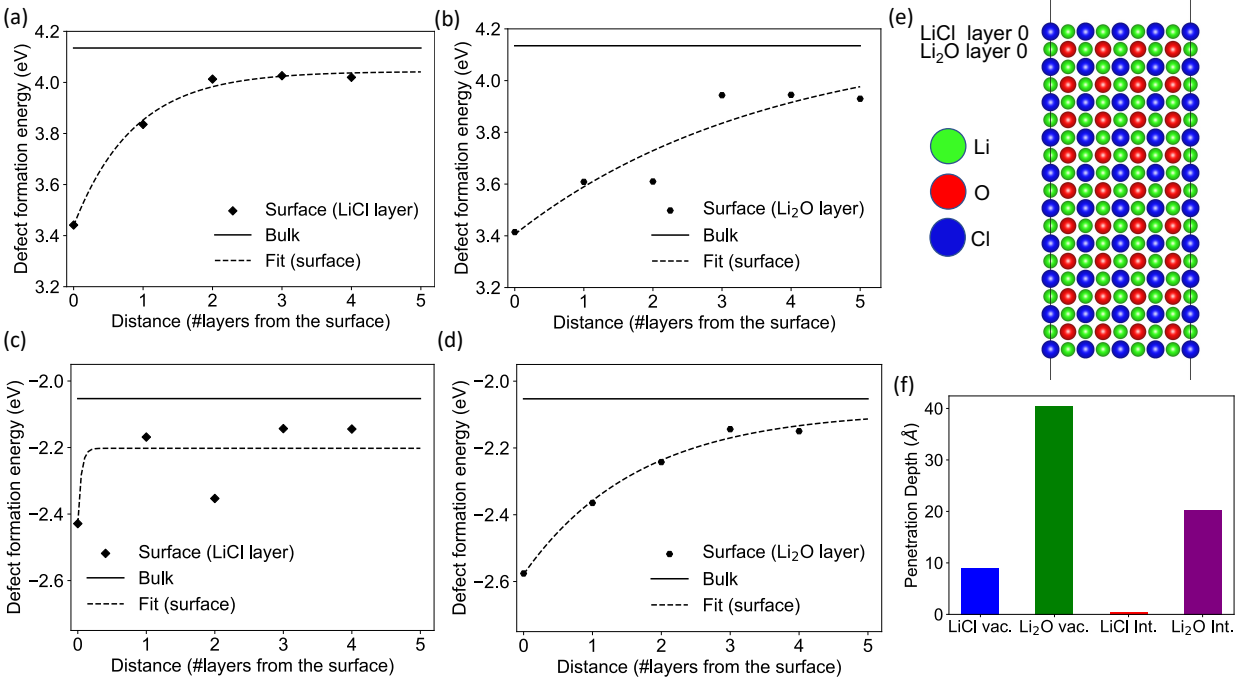 (a)
4.2
4.0
3.8
3.6
3.4
3.2
Defect formation energy (eV)
Surface (LiCl layer)
Bulk
Fit (surface)
0 1 2 3 4 5
Distance (#layers from the surface)
(b)
4.2
4.0
3.8
3.6
3.4
3.2
Defect formation energy (eV)
Surface (Li₂O layer)
Bulk
Fit (surface)
0 1 2 3 4 5
Distance (#layers from the surface)
(e)
LiCl layer 0
Li₂O layer 0
Li
O
Cl
(c)
−2.0
−2.2
−2.4
−2.6
Defect formation energy (eV)
Surface (LiCl layer)
Bulk
Fit (surface)
0 1 2 3 4 5
Distance (#layers from the surface)
(d)
−2.0
−2.2
−2.4
−2.6
Defect formation energy (eV)
Surface (Li₂O layer)
Bulk
Fit (surface)
0 1 2 3 4 5
Distance (#layers from the surface)
(f)
40
30
20
10
0
Penetration Depth (Å)
LiCl vac. Li₂O vac. LiCl Int. Li₂O Int.